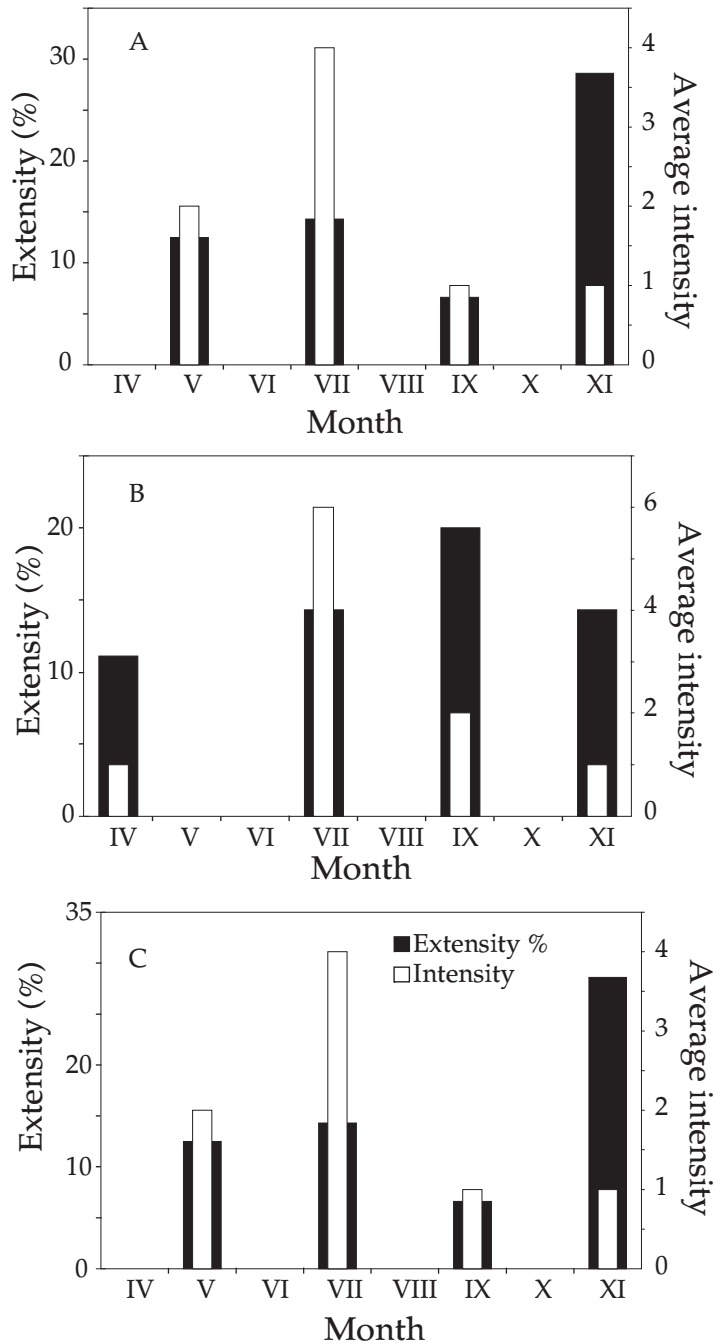 A
Extensity (%)
30
20
10
0
Average intensity
4
3
2
1
0
IV V VI VII VIII IX X XI
Month
B
Extensity (%)
20
10
0
Average intensity
6
4
2
0
IV V VI VII VIII IX X XI
Month
C
Extensity %
Intensity
Extensity (%)
35
20
10
0
Average intensity
4
3
2
1
0
IV V VI VII VIII IX X XI
Month